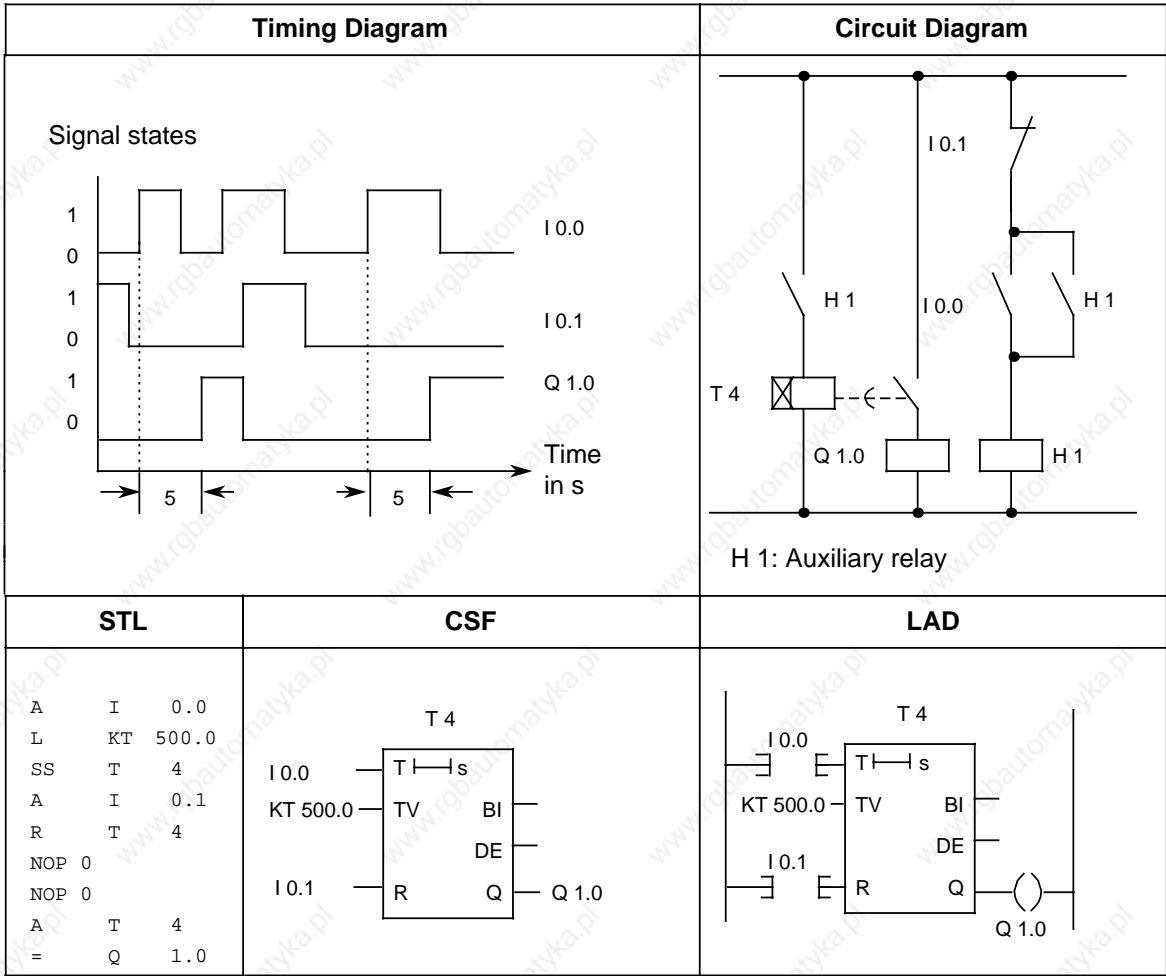 Timing Diagram
Circuit Diagram
Signal states
1
0
I 0.0
1
0
I 0.1
1
0
Q 1.0
Time
in s
5
5
I 0.1
H 1
I 0.0
H 1
T 4
Q 1.0
H 1
H 1: Auxiliary relay
STL
CSF
LAD
A I 0.0
L KT 500.0
SS T 4
A I 0.1
R T 4
NOP 0
NOP 0
A T 4
= Q 1.0
T 4
I 0.0
T s
KT 500.0
TV
BI
DE
I 0.1
R
Q
Q 1.0
T 4
I 0.0
T s
KT 500.0
TV
BI
DE
I 0.1
R
Q
Q 1.0
www.rgbautomatyka.pl